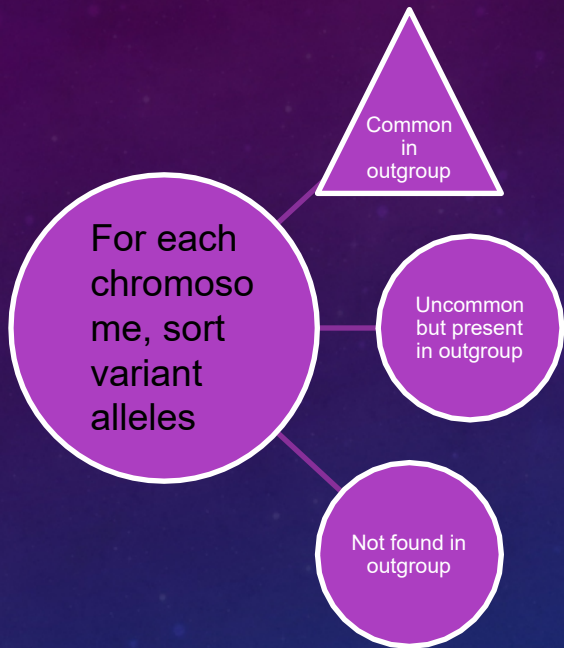 Common
in
outgroup
For each
chromoso
me, sort
variant
alleles
Uncommon
but present
in outgroup
Not found in
outgroup